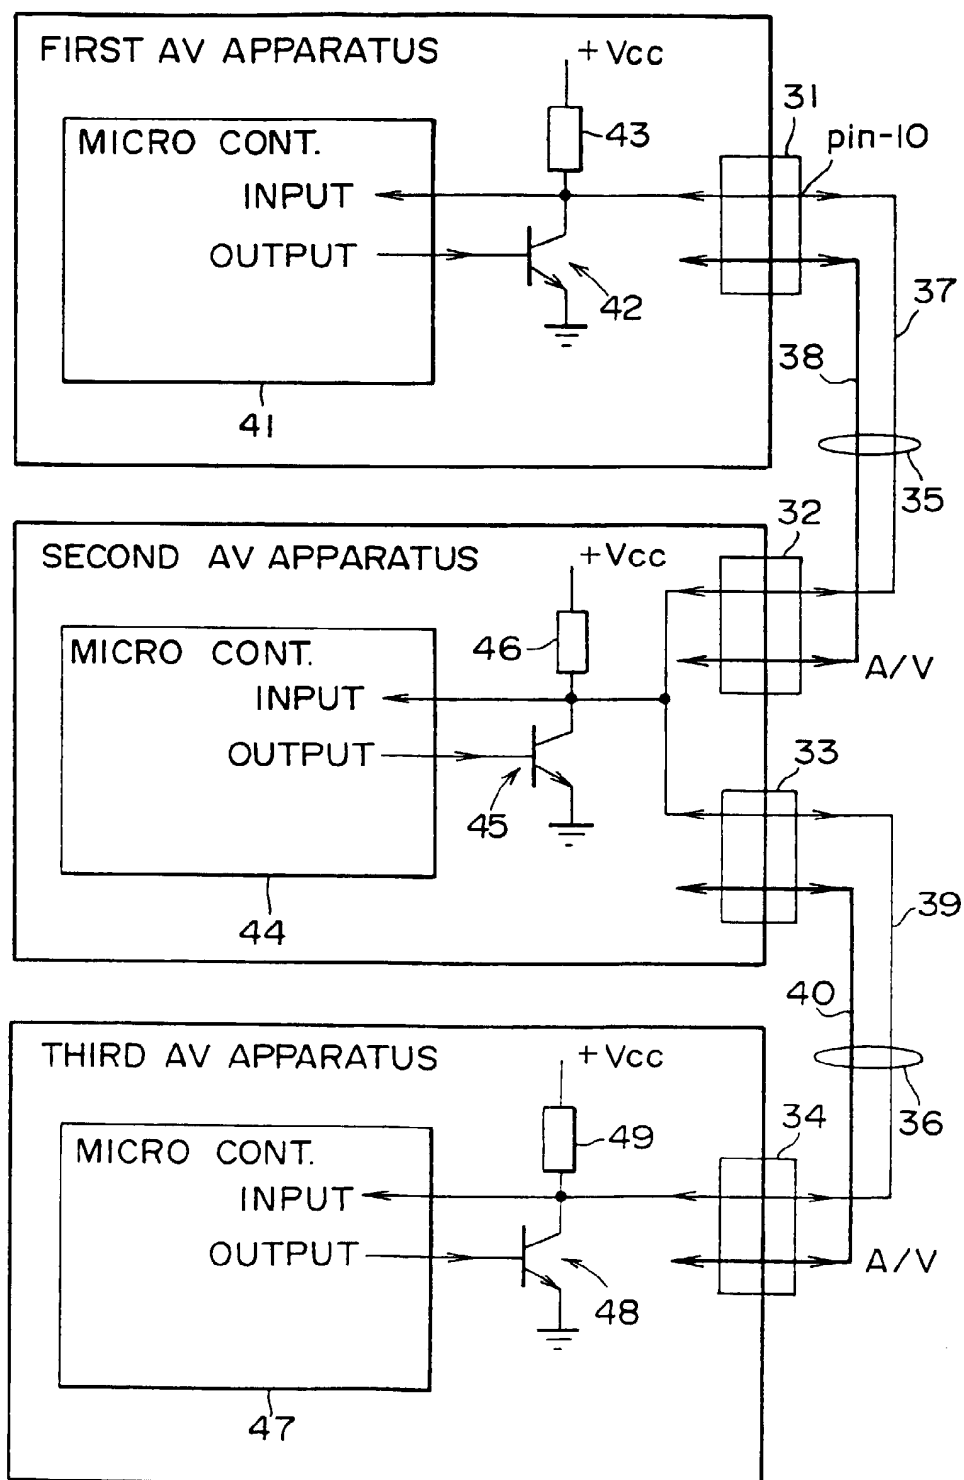 FIRST AV APPARATUS
+Vcc
31
43
pin-10
MICRO CONT.
INPUT
OUTPUT
42
37
38
41
35
32
SECOND AV APPARATUS
+Vcc
46
MICRO CONT.
A/V
INPUT
OUTPUT
33
45
44
39
40
THIRD AV APPARATUS
+Vcc
34
36
49
MICRO CONT.
INPUT
OUTPUT
A/V
48
47